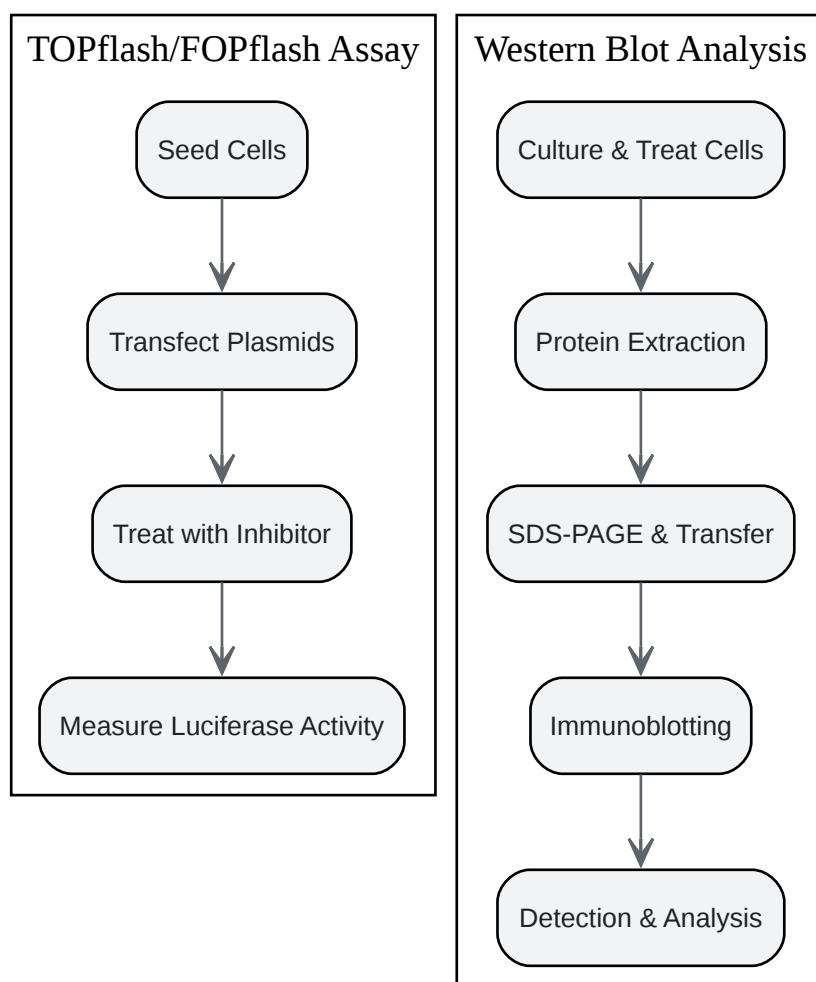 TOPflash/FOPflash Assay
Seed Cells
Transfect Plasmids
Treat with Inhibitor
Measure Luciferase Activity
Western Blot Analysis
Culture & Treat Cells
Protein Extraction
SDS-PAGE & Transfer
Immunoblotting
Detection & Analysis